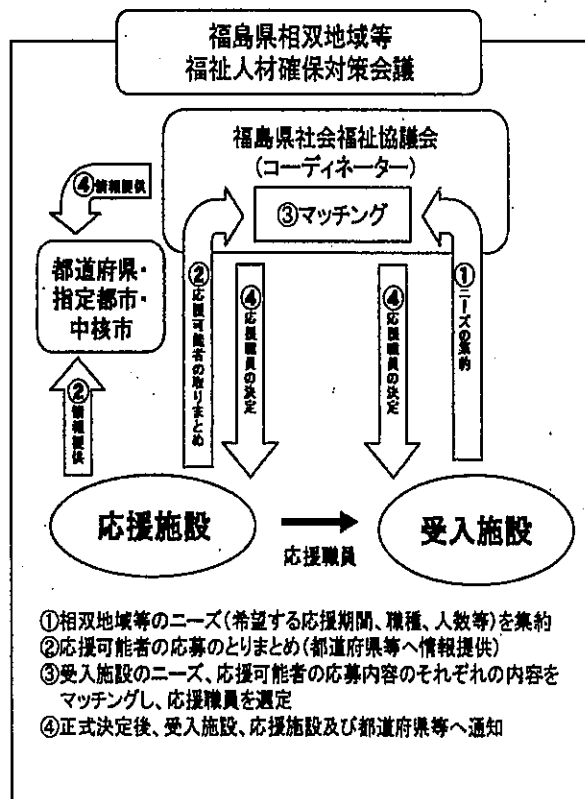 福島県相双地域等
福祉人材確保対策会議
福島県社会福祉協議会
(コーディネーター)
③マッチング
④情報提供
都道府県・
指定都市・
中核市
②情報提供
②応援可能者の取りまとめ
④応援職員の決定
④応援職員の決定
①ニーズの集約
応援施設
応援職員
受入施設
①相双地域等のニーズ(希望する応援期間、職種、人数等)を集約
②応援可能者の応募のとりまとめ(都道府県等へ情報提供)
③受入施設のニーズ、応援可能者の応募内容のそれぞれの内容を
マッチングし、応援職員を選定
④正式決定後、受入施設、応援施設及び都道府県等へ通知